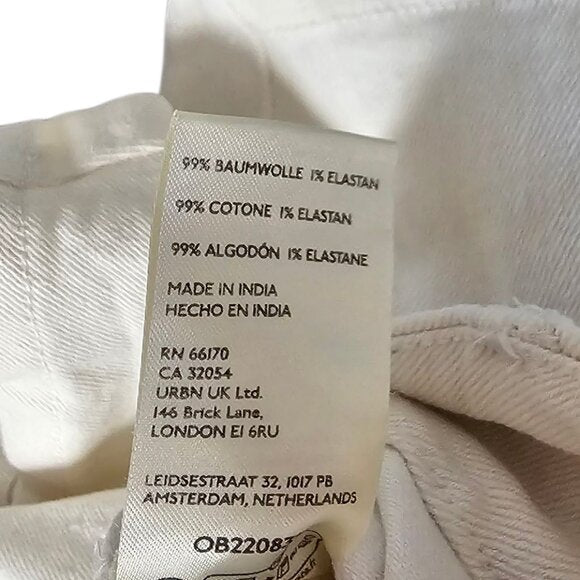 99% BAUMWOLLE 1% ELASTAN
99% COTONE 1% ELASTAN
99% ALGODÓN 1% ELASTANE
MADE IN INDIA
HECHO EN INDIA
RN 66170
CA 32054
URBN UK Ltd.
146 Brick Lane,
LONDON E1 6RU
LEIDSESTRAAT 32, 1017 PB
AMSTERDAM, NETHERLANDS